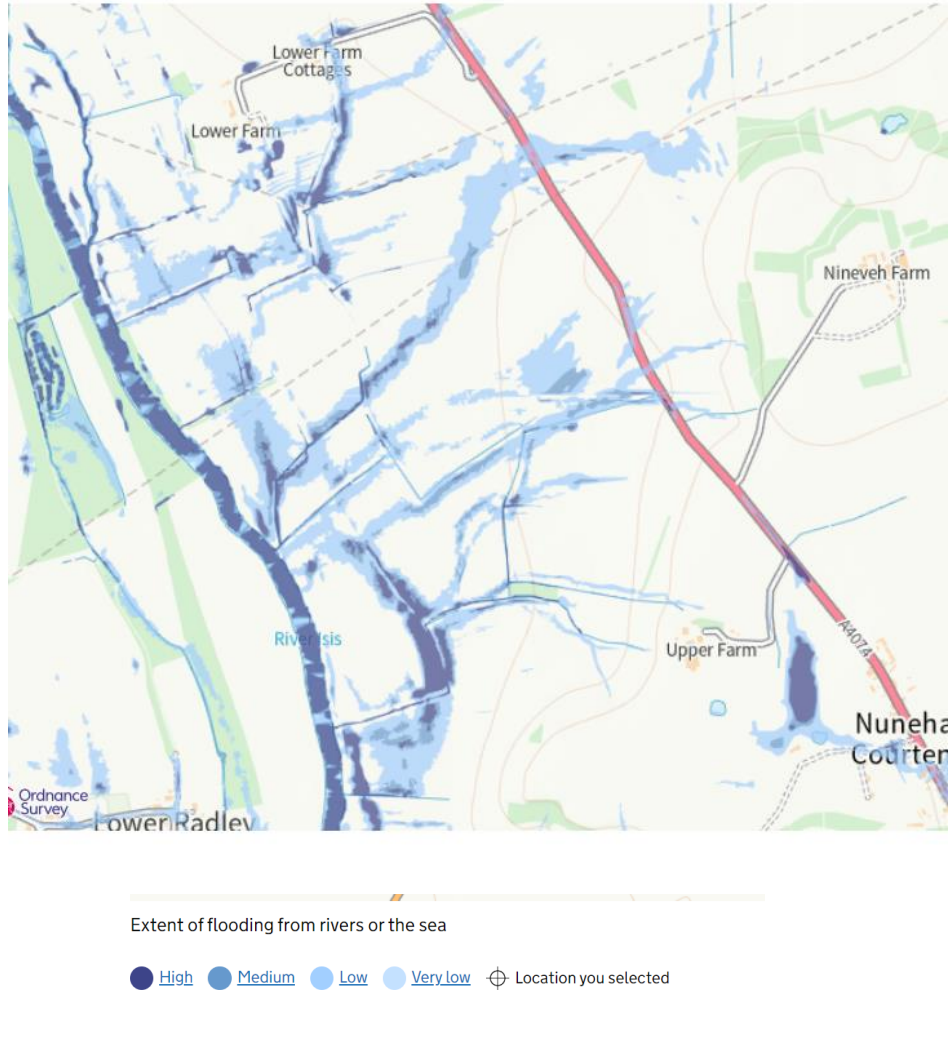 Lower Farm
Cottages
Lower Farm
Nineveh Farm
River Isis
A4074
Upper Farm
Nuneha
Courten
Ordnance
Survey
Lower Radley
Extent of flooding from rivers or the sea
High Medium Low Very low Location you selected